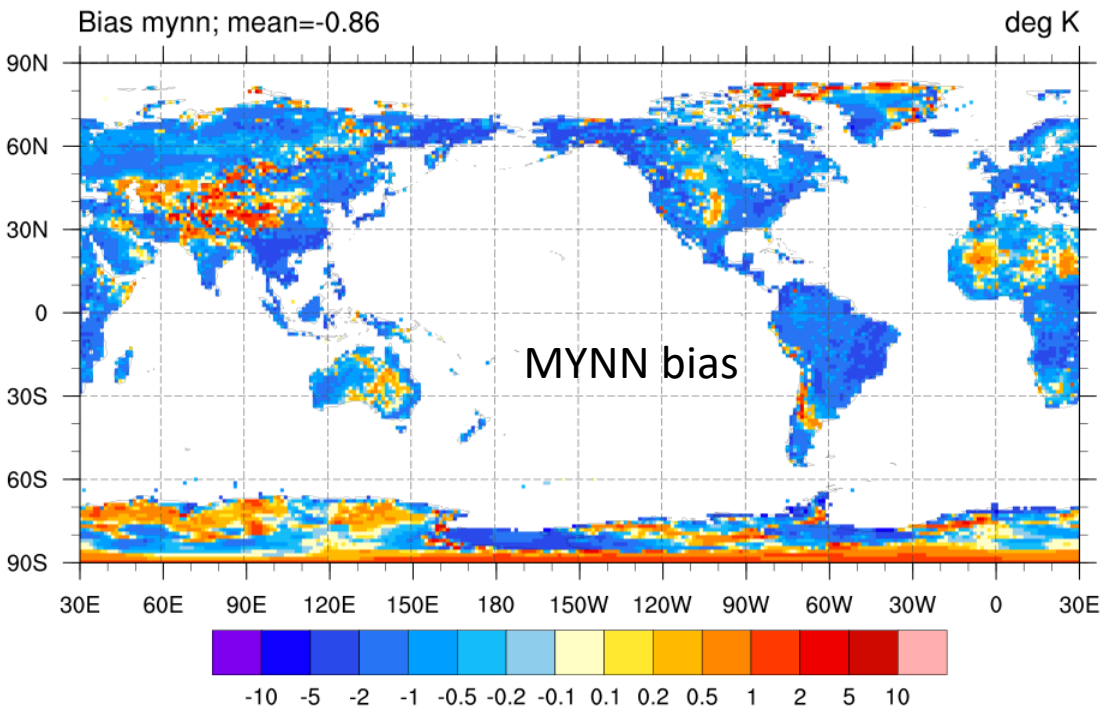 Bias mynn; mean=-0.86 deg K
90N
60N
30N
0
MYNN bias
30S
60S
90S
30E 60E 90E 120E 150E 180 150W 120W 90W 60W 30W 0 30E
-10 -5 -2 -1 -0.5 -0.2 -0.1 0.1 0.2 0.5 1 2 5 10